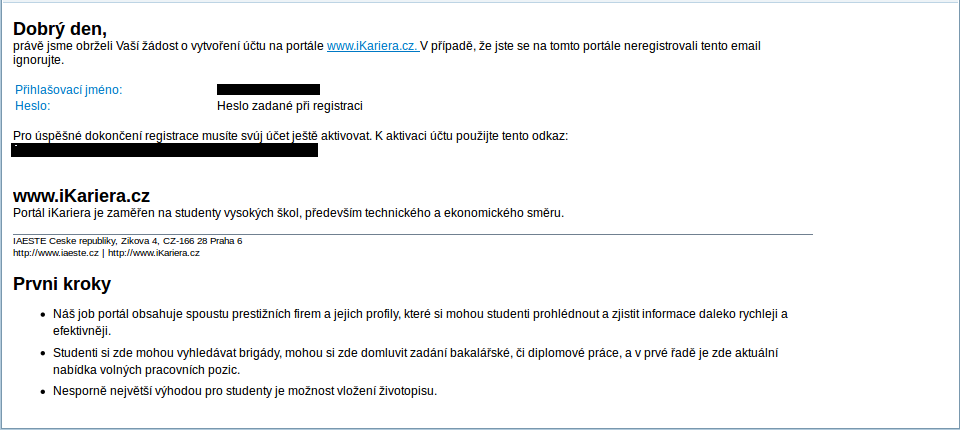 Dobrý den,
právě jsme obrželi Vaší žádost o vytvoření účtu na portále www.iKariera.cz. V případě, že jste se na tomto portále neregistrovali tento email
ignorujte.
Přihlašovací jméno:
Heslo: Heslo zadané při registraci
Pro úspěšné dokončení registrace musíte svúj účet ještě aktivovat. K aktivaci účtu použijte tento odkaz:
www.iKariera.cz
Portál iKariera je zaměřen na studenty vysokých škol, především technického a ekonomického směru.
IAESTE Ceske republiky, Zikova 4, CZ-166 28 Praha 6
http://www.iaeste.cz | http://www.iKariera.cz
Prvni kroky
• Náš job portál obsahuje spoustu prestižních firem a jejich profily, které si mohou studenti prohlédnout a zjistit informace daleko rychleji a
efektivněji.
• Studenti si zde mohou vyhledávat brigády, mohou si zde domluvit zadání bakalářské, či diplomové práce, a v prvé řadě je zde aktuální
nabídka volných pracovních pozic.
• Nesporně největší výhodou pro studenty je možnost vložení životopisu.